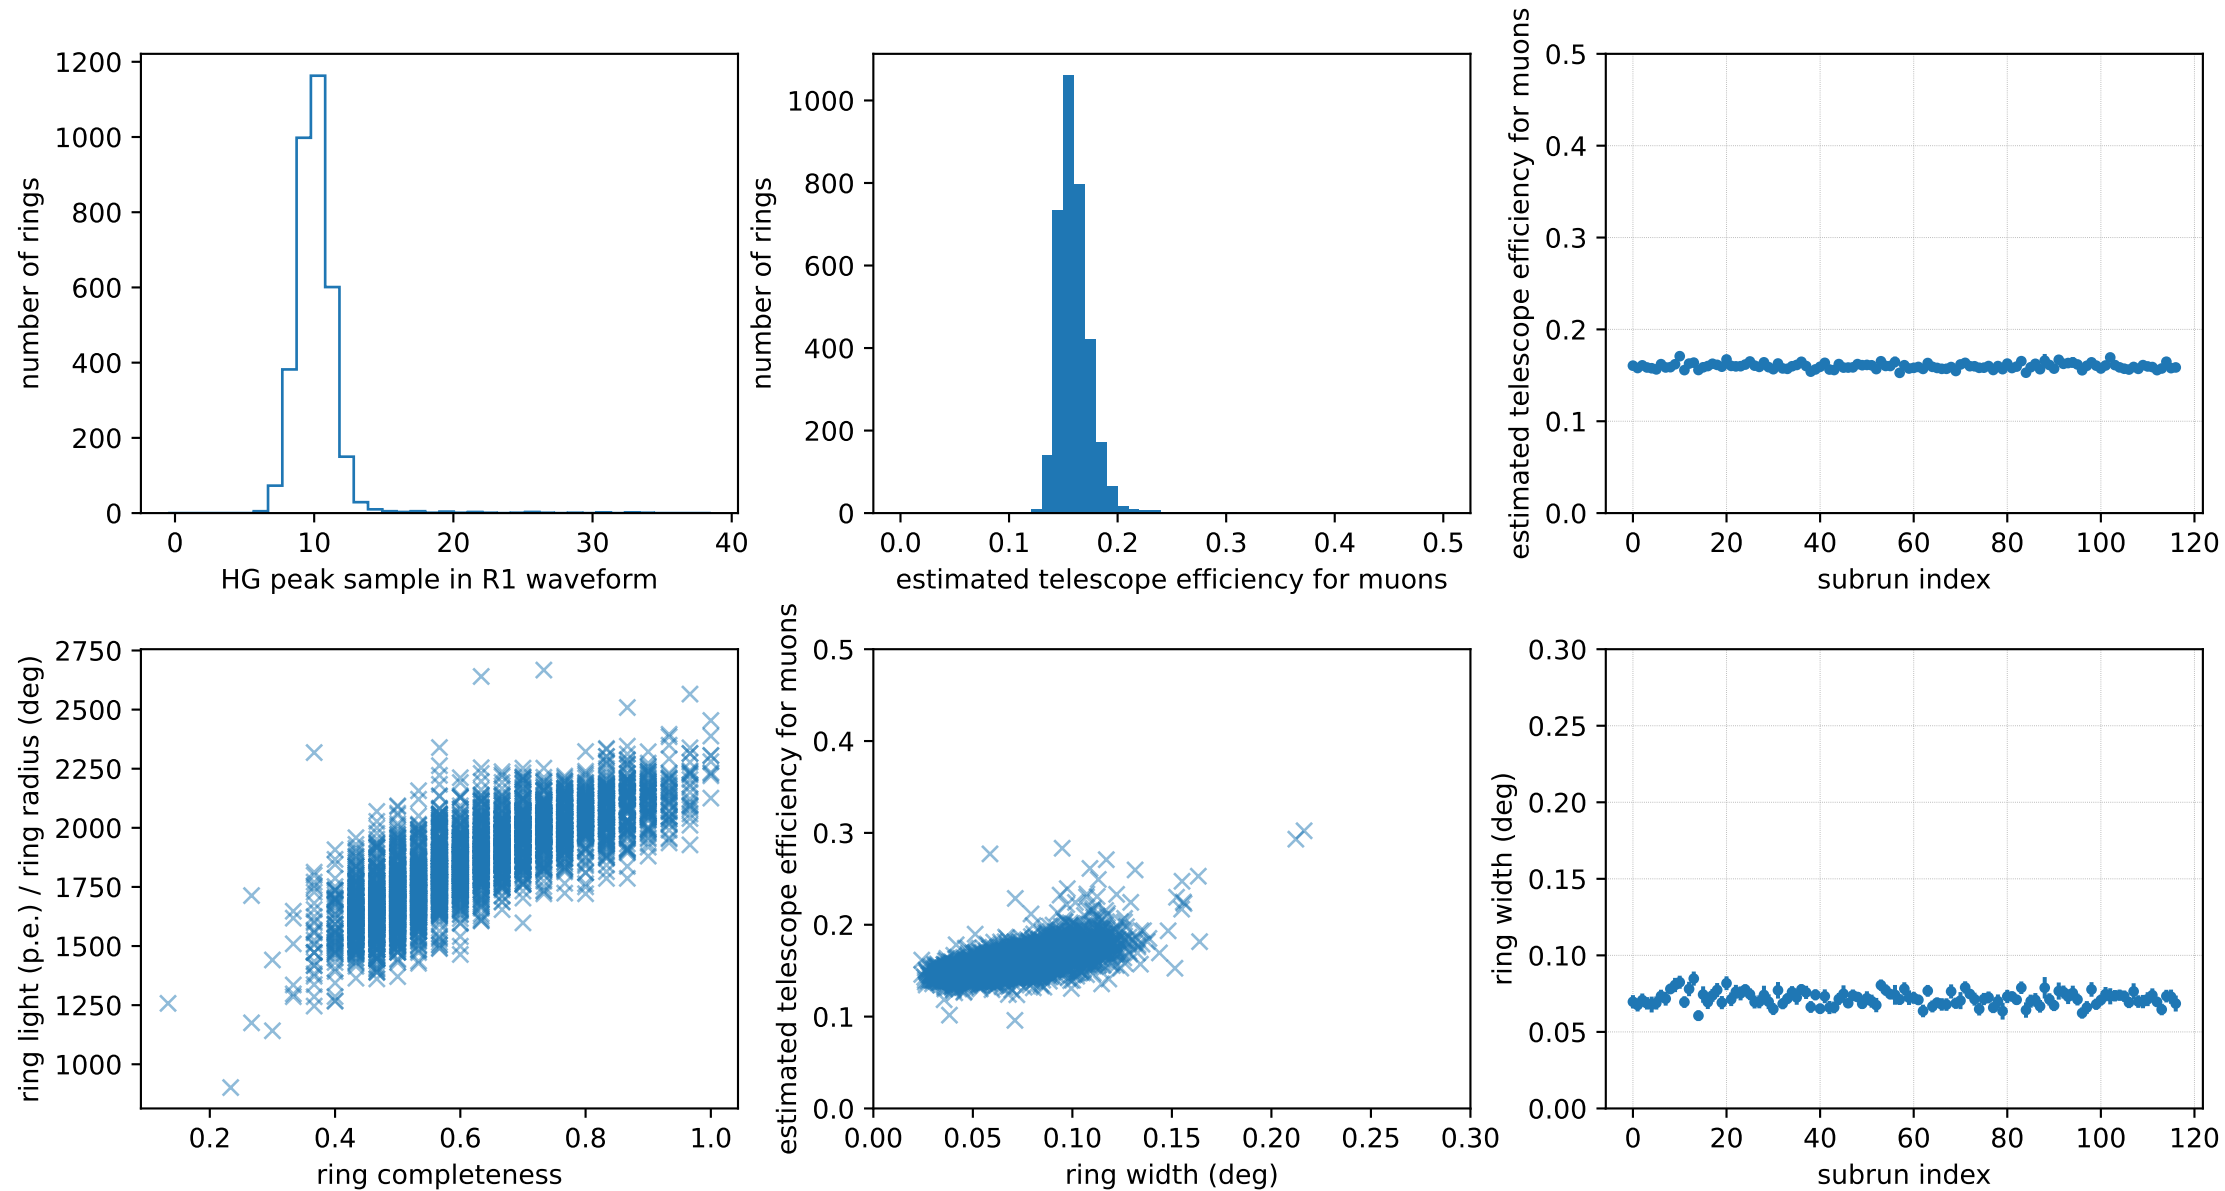 number of rings
1200
1000
800
600
400
200
0
0 10 20 30 40
HG peak sample in R1 waveform
number of rings
1000
800
600
400
200
0
0.0 0.1 0.2 0.3 0.4 0.5
estimated telescope efficiency for muons
estimated telescope efficiency for muons
0.5
0.4
0.3
0.2
0.1
0.0
0 20 40 60 80 100 120
subrun index
ring light (p.e.) / ring radius (deg)
2750
2500
2250
2000
1750
1500
1250
1000
0.2 0.4 0.6 0.8 1.0
ring completeness
estimated telescope efficiency for muons
0.5
0.4
0.3
0.2
0.1
0.0
0.00 0.05 0.10 0.15 0.20 0.25 0.30
ring width (deg)
ring width (deg)
0.30
0.25
0.20
0.15
0.10
0.05
0.00
0 20 40 60 80 100 120
subrun index